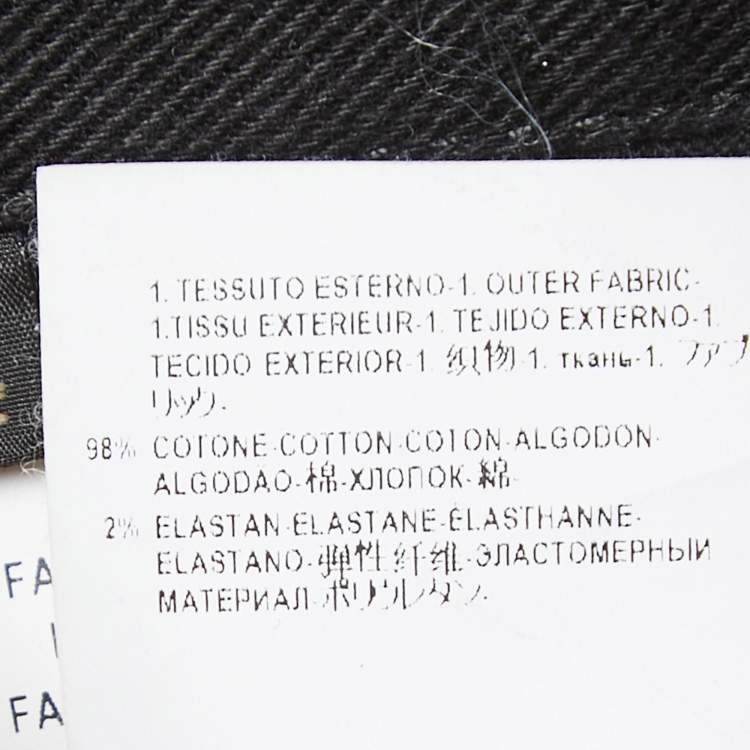 1. TESSUTO ESTERNO-1. OUTER FABRIC-
1.TISSU EXTERIEUR-1. TEJIDO EXTERNO-1.
TECIDO EXTERIOR-1. 织物-1. ткань-1. ファブ
リック.
98% COTONE-COTTON-COTON-ALGODON-
ALGODAO-棉-ХЛОПОК-綿-
2% ELASTAN-ELASTANE-ÉLASTHANNE-
ELASTANO-弹性纤维-ЭЛАСТОМЕРНЫИ
МАТЕРИАЛ-ポリウレタン.
FA
FA